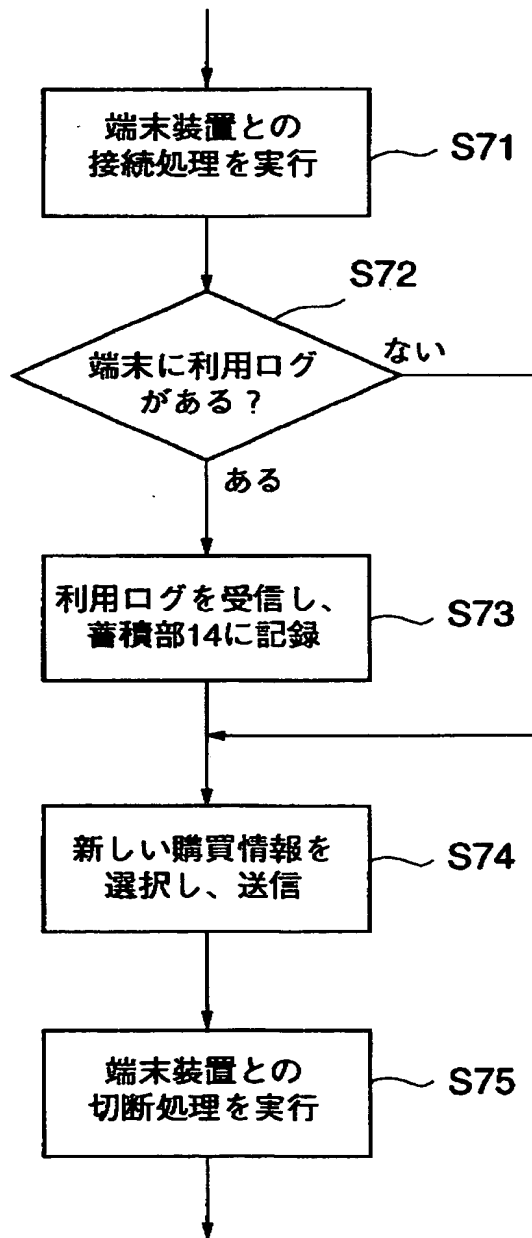 端末装置との
接続処理を実行
S71
S72
端末に利用ログ
がある?
ない
ある
利用ログを受信し、
蓄積部14に記録
S73
新しい購買情報を
選択し、送信
S74
端末装置との
切断処理を実行
S75